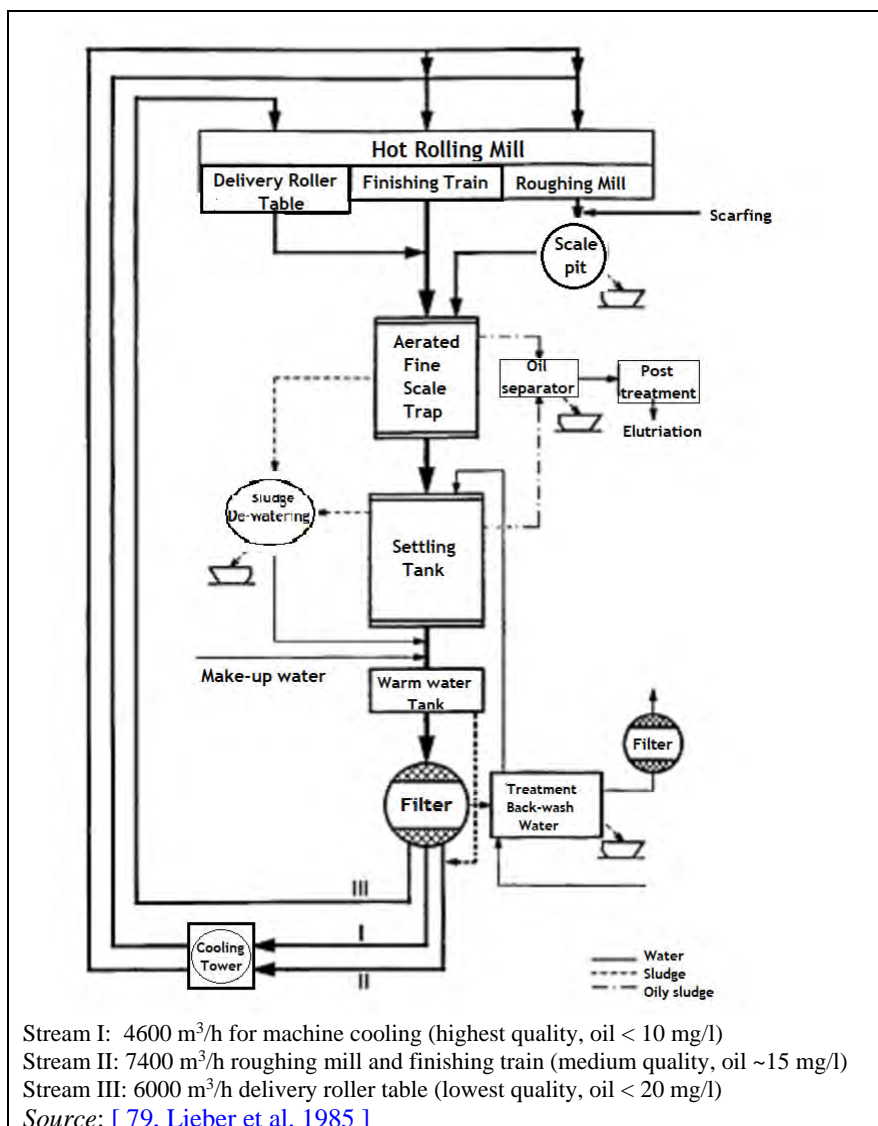 Hot Rolling Mill
Delivery Roller
Table
Finishing Train
Roughing Mill
Scarfing
Scale
pit
Aerated
Fine
Scale
Trap
Oil
separator
Post
treatment
Elutriation
Sludge
De-watering
Settling
Tank
Make-up water
Warm water
Tank
Filter
Filter
Treatment
Back-wash
Water
III
I
II
Cooling
Tower
Water
Sludge
Oily sludge
Stream I: 4600 m³/h for machine cooling (highest quality, oil < 10 mg/l)
Stream II: 7400 m³/h roughing mill and finishing train (medium quality, oil ~15 mg/l)
Stream III: 6000 m³/h delivery roller table (lowest quality, oil < 20 mg/l)
Source: [ 79, Lieber et al. 1985 ]